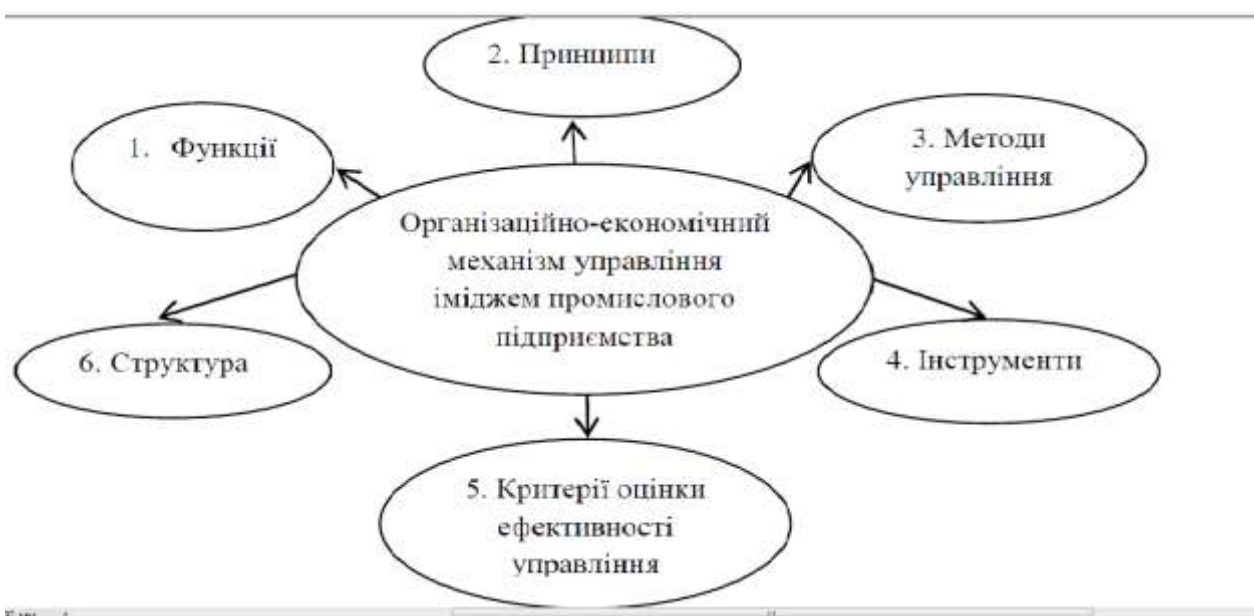 2. Принципи
1. Функції
3. Методи
управління
Організаційно-економічний
механізм управління
іміджем промислового
підприємства
6. Структура
4. Інструменти
5. Критерії оцінки
ефективності
управління